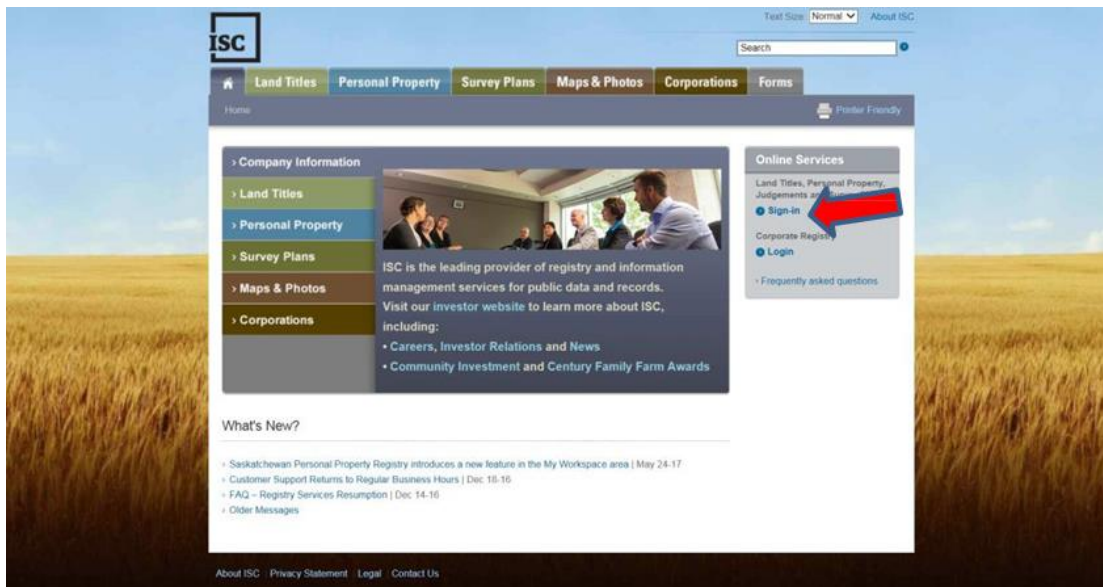 Text Size: Normal About ISC
ISC
Search
Land Titles Personal Property Survey Plans Maps & Photos Corporations Forms
Home
Printer Friendly
› Company Information
› Land Titles
› Personal Property
› Survey Plans
› Maps & Photos
› Corporations
ISC is the leading provider of registry and information
management services for public data and records.
Visit our investor website to learn more about ISC,
including:
• Careers, Investor Relations and News
• Community Investment and Century Family Farm Awards
Online Services
Land Titles, Personal Property,
Judgements
Sign-in
Corporate Registry
Login
› Frequently asked questions
What's New?
› Saskatchewan Personal Property Registry introduces a new feature in the My Workspace area | May 24-17
› Customer Support Returns to Regular Business Hours | Dec 18-16
› FAQ – Registry Services Resumption | Dec 14-16
› Older Messages
About ISC Privacy Statement Legal Contact Us